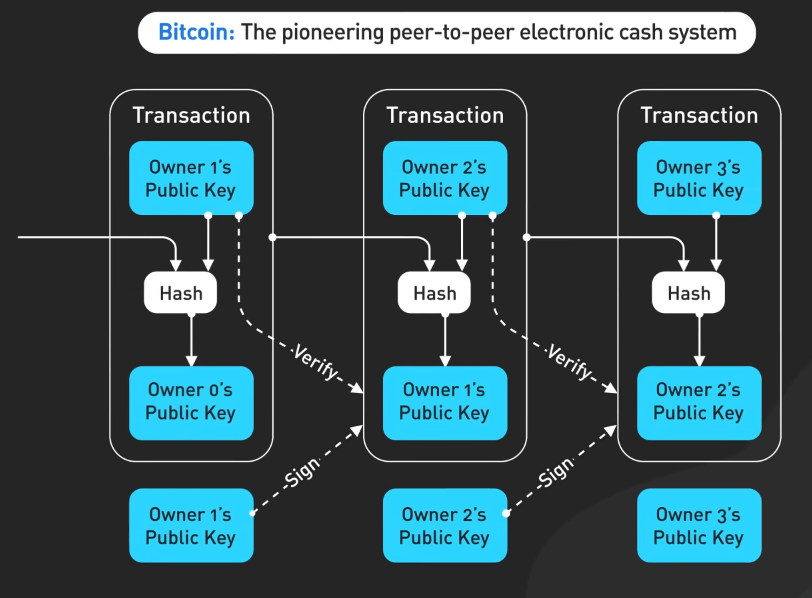 Bitcoin: The pioneering peer-to-peer electronic cash system
Transaction
Transaction
Transaction
Owner 1's
Public Key
Owner 2's
Public Key
Owner 3's
Public Key
Hash
Hash
Hash
Verify
Verify
Owner 0's
Public Key
Owner 1's
Public Key
Owner 2's
Public Key
Sign
Sign
Owner 1's
Public Key
Owner 2's
Public Key
Owner 3's
Public Key